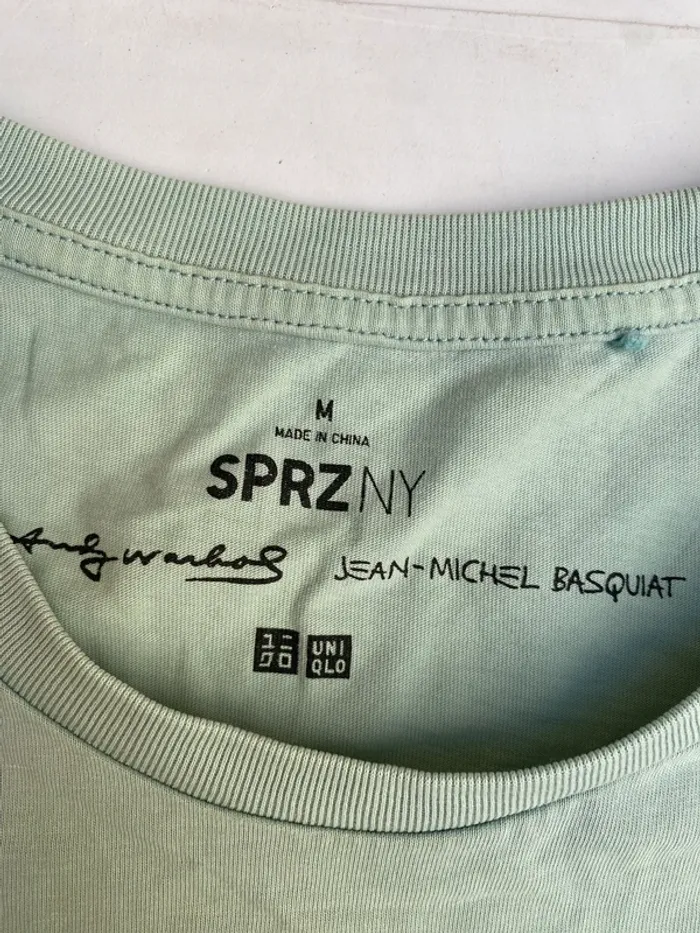 M
MADE IN CHINA
SPRZ NY
Andy Warhol JEAN-MICHEL BASQUIAT
ユニ UNI
クロ QLO